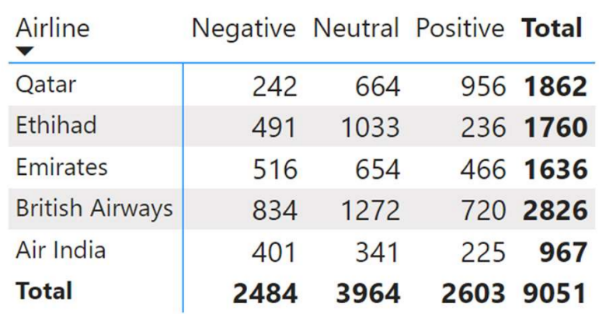 Airline Negative Neutral Positive Total
Qatar 242 664 956 1862
Ethihad 491 1033 236 1760
Emirates 516 654 466 1636
British Airways 834 1272 720 2826
Air India 401 341 225 967
Total 2484 3964 2603 9051